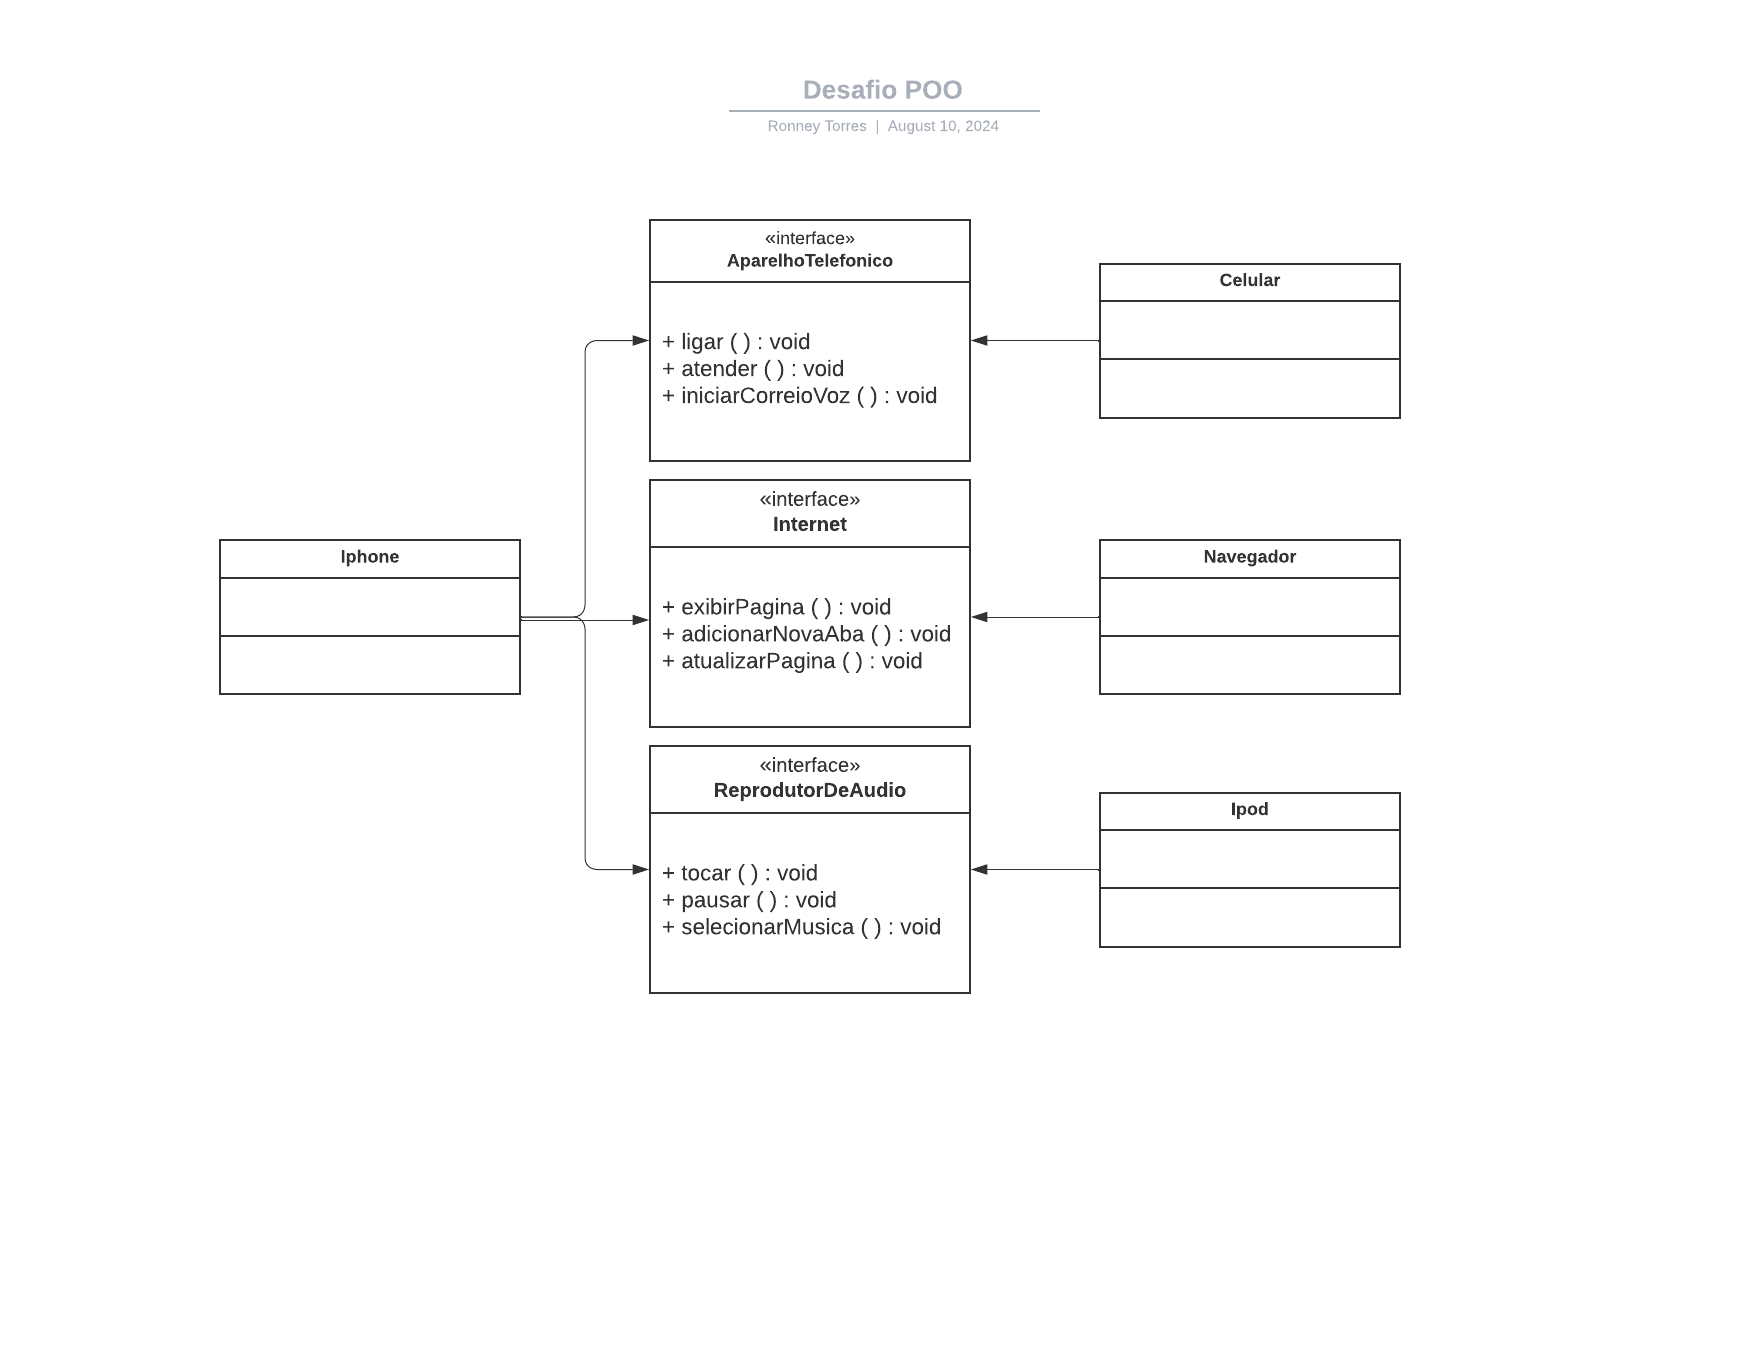 Desafio POO
Ronney Torres | August 10, 2024
«interface»
AparelhoTelefonico
+ ligar ( ) : void
+ atender ( ) : void
+ iniciarCorreioVoz ( ) : void
Celular
«interface»
Internet
+ exibirPagina ( ) : void
+ adicionarNovaAba ( ) : void
+ atualizarPagina ( ) : void
Iphone
Navegador
«interface»
ReprodutorDeAudio
+ tocar ( ) : void
+ pausar ( ) : void
+ selecionarMusica ( ) : void
Ipod